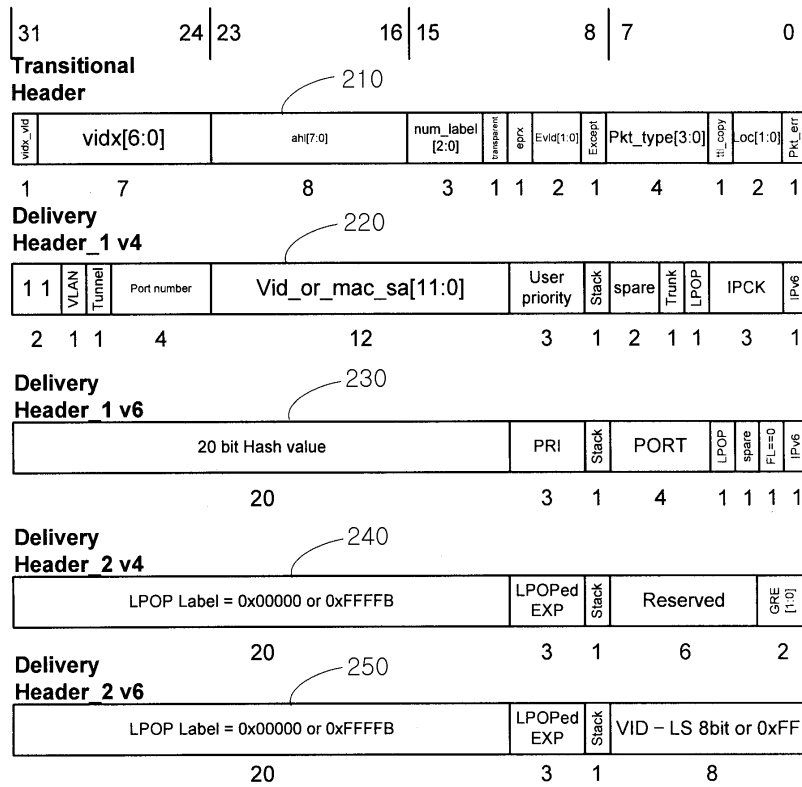 31 24 23 16 15 8 7 0
Transitional
Header
210
vidx_vld vidx[6:0] ahl[7:0] num_label [2:0] transparent eprx Evld[1:0] Except Pkt_type[3:0] ttl_copy Loc[1:0] Pkt_err
1 7 8 3 1 1 2 1 4 1 2 1
Delivery
Header_1 v4
220
1 1 VLAN Tunnel Port number Vid_or_mac_sa[11:0] User priority Stack spare Trunk LPOP IPCK IPv6
2 1 1 4 12 3 1 2 1 1 3 1
Delivery
Header_1 v6
230
20 bit Hash value PRI Stack PORT LPOP spare FL==0 IPv6
20 3 1 4 1 1 1 1
Delivery
Header_2 v4
240
LPOP Label = 0x00000 or 0xFFFFB LPOPed EXP Stack Reserved GRE [1:0]
20 3 1 6 2
Delivery
Header_2 v6
250
LPOP Label = 0x00000 or 0xFFFFB LPOPed EXP Stack VID – LS 8bit or 0xFF
20 3 1 8